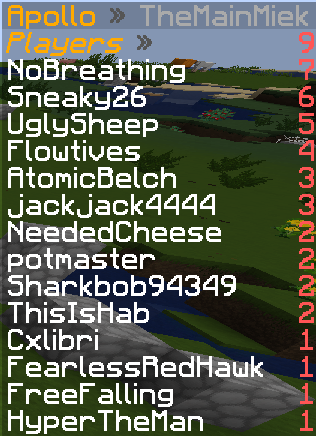 Apollo » TheMainMiek
Players » 9
NoBreathing 7
Sneaky26 6
UglySheep 5
Flowtives 4
AtomicBelch 3
jackjack4444 3
NeededCheese 2
potmaster 2
Sharkbob94349 2
ThisIsHab 2
Cxlibri 1
FearlessRedHawk 1
FreeFalling 1
HyperTheMan 1